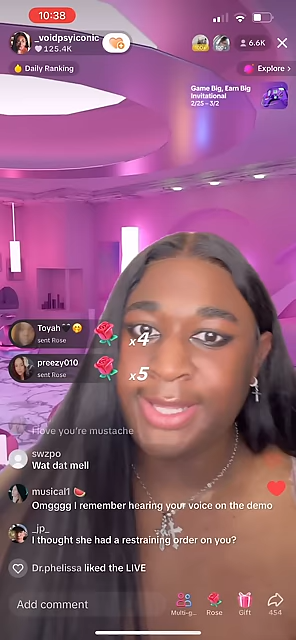 10:38
_voidpsyiconic
125.4K
6.6K
Daily Ranking
Explore >
Game Big, Earn Big
Invitational
2/25 - 3/2
Toyah
sent Rose
x4
preezy010
sent Rose
x5
I love you're mustache
swzpo
Wat dat mell
musical1
Omgggg I remember hearing your voice on the demo
_jp_
I thought she had a restraining order on you?
Dr.phelissa liked the LIVE
Add comment
Multi-g...
Rose
Gift
454